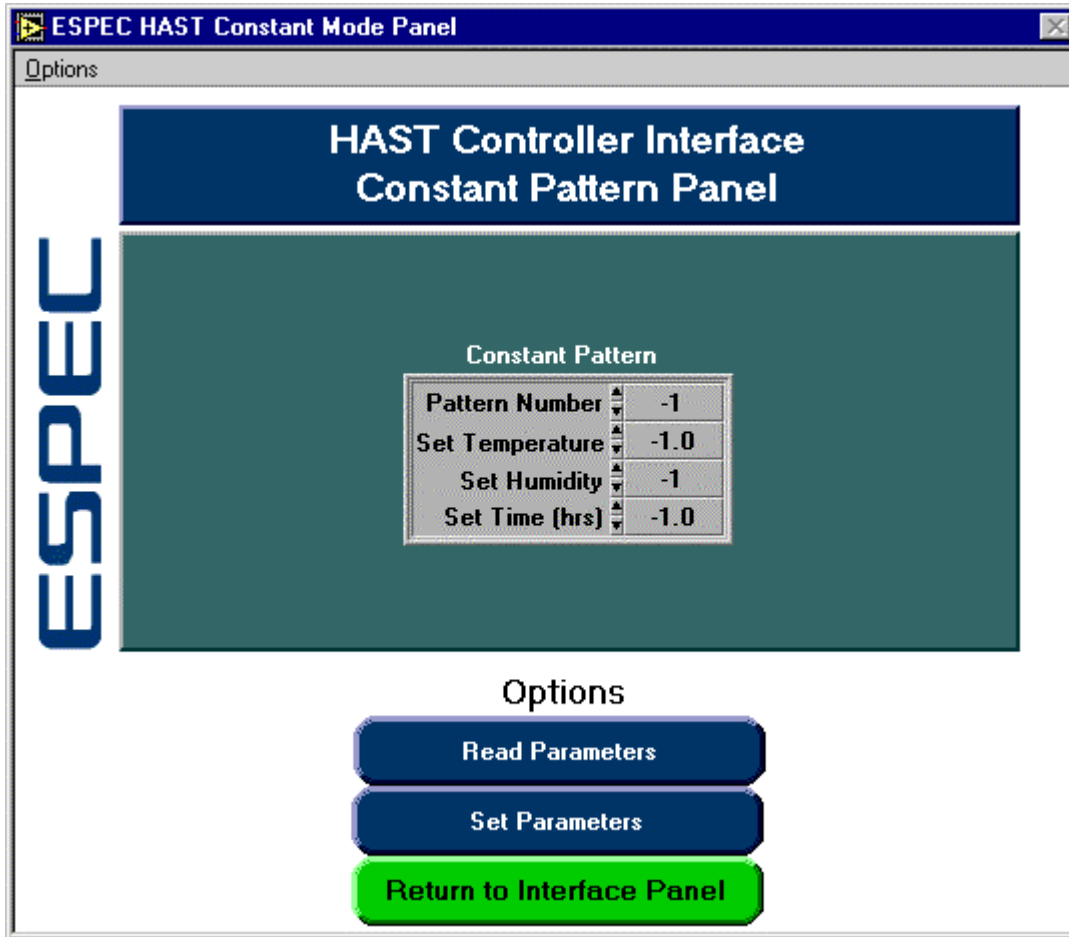 ESPEC HAST Constant Mode Panel
Options
HAST Controller Interface
Constant Pattern Panel
ESPEC
Constant Pattern
Pattern Number -1
Set Temperature -1.0
Set Humidity -1
Set Time (hrs) -1.0
Options
Read Parameters
Set Parameters
Return to Interface Panel